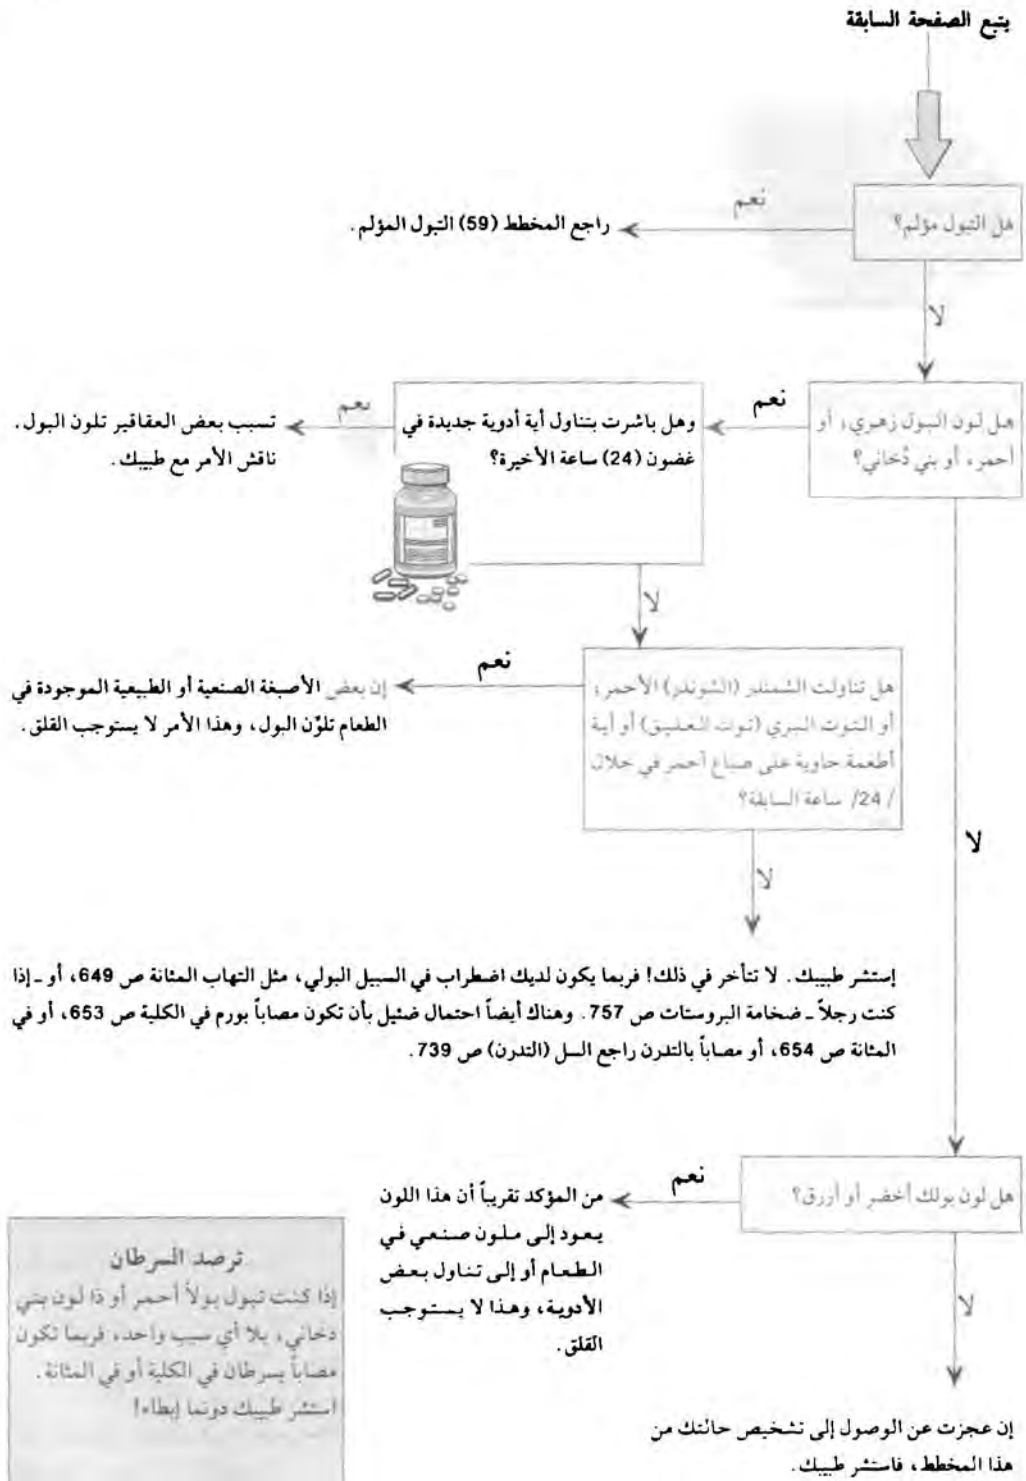 يتبع الصفحة السابقة
هل التبول مؤلم؟
نعم
راجع المخطط (59) التبول المؤلم.
لا
هل لون البول زهري، أو
أحمر، أو بني دُخاني؟
نعم
وهل باشرت بتناول أية أدوية جديدة في
غضون (24) ساعة الأخيرة؟
نعم
تسبب بعض العقاقير تلون البول.
ناقش الأمر مع طبيبك.
لا
هل تناولت الشمندر (الشوندر) الأحمر،
أو التوت البري (توت العليق) أو أية
أطعمة حاوية على صباغ أحمر في خلال
/24/ ساعة السابقة؟
نعم
إن بعض الأصبغة الصنعية أو الطبيعية الموجودة في
الطعام تلوّن البول، وهذا الأمر لا يستوجب القلق.
لا
إستشر طبيبك. لا تتأخر في ذلك! فربما يكون لديك اضطراب في السبيل البولي، مثل التهاب المثانة ص 649، أو ـ إذا
كنت رجلاً ـ ضخامة البروستات ص 757. وهناك أيضاً احتمال ضئيل بأن تكون مصاباً بورم في الكلية ص 653، أو في
المثانة ص 654، أو مصاباً بالتدرن راجع السل (التدرن) ص 739.
لا
هل لون بولك أخضر أو أزرق؟
نعم
من المؤكد تقريباً أن هذا اللون
يعود إلى ملون صنعي في
الطعام أو إلى تناول بعض
الأدوية، وهذا لا يستوجب
القلق.
لا
إن عجزت عن الوصول إلى تشخيص حالتك من
هذا المخطط، فاستشر طبيبك.
ترصد السرطان
إذا كنت تبول بولاً أحمر أو ذا لون بني
دخاني، بلا أي سبب واحد، فربما تكون
مصاباً بسرطان في الكلية أو في المثانة.
استشر طبيبك دونما إبطاء!